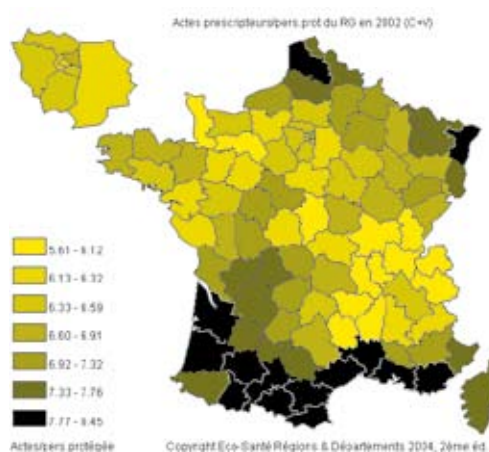 Actes prescripteurs/pers prot du RG en 2002 (C+V)
5.61 - 6.12
6.13 - 6.32
6.33 - 6.59
6.60 - 6.91
6.92 - 7.32
7.33 - 7.76
7.77 - 8.45
Actes/pers protégée
Copyright Eco-Santé Régions & Départements 2004, 2ème éd.